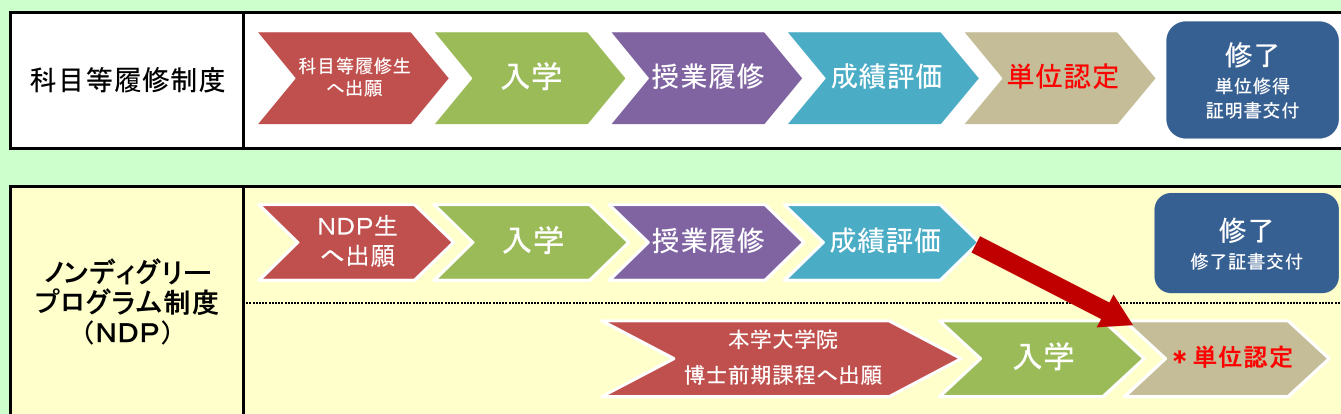 科目等履修制度
科目等履修生
へ出願
入学
授業履修
成績評価
単位認定
修了
単位修得
証明書交付
ノンディグリー
プログラム制度
（NDP）
NDP生
へ出願
入学
授業履修
成績評価
修了
修了証書交付
本学大学院
博士前期課程へ出願
入学
＊単位認定